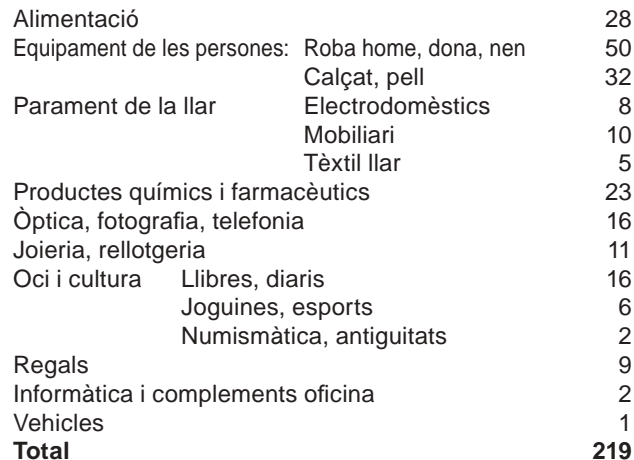 Alimentació 28
Equipament de les persones: Roba home, dona, nen 50
Calçat, pell 32
Parament de la llar Electrodomèstics 8
Mobiliari 10
Tèxtil llar 5
Productes químics i farmacèutics 23
Òptica, fotografia, telefonia 16
Joieria, rellotgeria 11
Oci i cultura Llibres, diaris 16
Joguines, esports 6
Numismàtica, antiguitats 2
Regals 9
Informàtica i complements oficina 2
Vehicles 1
Total 219